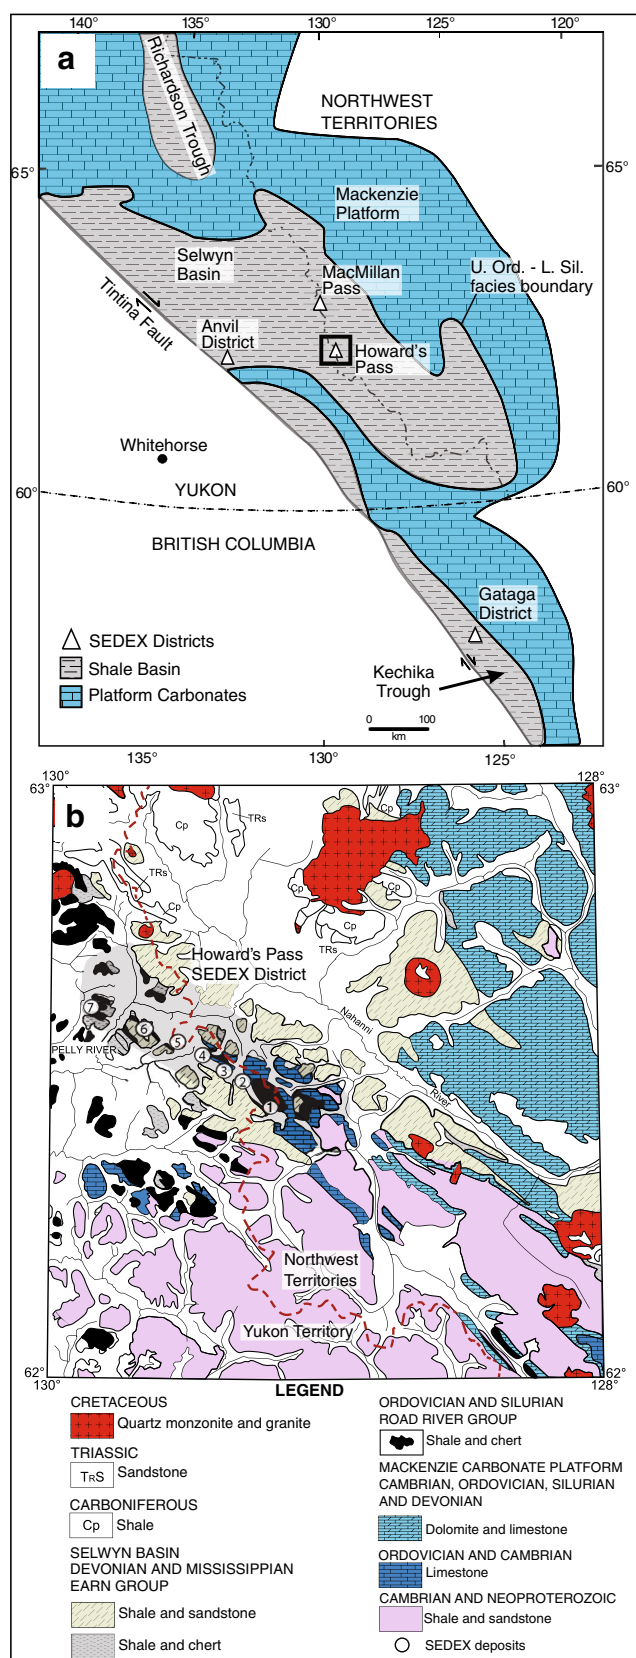 140°
135°
130°
125°
120°
a
Richardson Trough
NORTHWEST
TERRITORIES
65°
65°
Mackenzie
Platform
Selwyn
Basin
MacMillan
Pass
U. Ord. - L. Sil.
facies boundary
Tintina Fault
Anvil
District
Howard's
Pass
Whitehorse
YUKON
60°
60°
BRITISH COLUMBIA
Gataga
District
SEDEX Districts
Shale Basin
Platform Carbonates
Kechika
Trough
0 100
km
135°
130°
125°
130°
128°
63°
63°
b
Cp
TRs
TRs
Cp
Cp
Cp
Cp
Cp
TRs
Howard's Pass
SEDEX District
Nahanni
River
PELLY RIVER
7
6
5
4
3
2
1
Northwest
Territories
Yukon Territory
62°
62°
130°
128°
LEGEND
CRETACEOUS
Quartz monzonite and granite
TRIASSIC
TRS Sandstone
CARBONIFEROUS
Cp Shale
SELWYN BASIN
DEVONIAN AND MISSISSIPPIAN
EARN GROUP
Shale and sandstone
Shale and chert
ORDOVICIAN AND SILURIAN
ROAD RIVER GROUP
Shale and chert
MACKENZIE CARBONATE PLATFORM
CAMBRIAN, ORDOVICIAN, SILURIAN
AND DEVONIAN
Dolomite and limestone
ORDOVICIAN AND CAMBRIAN
Limestone
CAMBRIAN AND NEOPROTEROZOIC
Shale and sandstone
SEDEX deposits